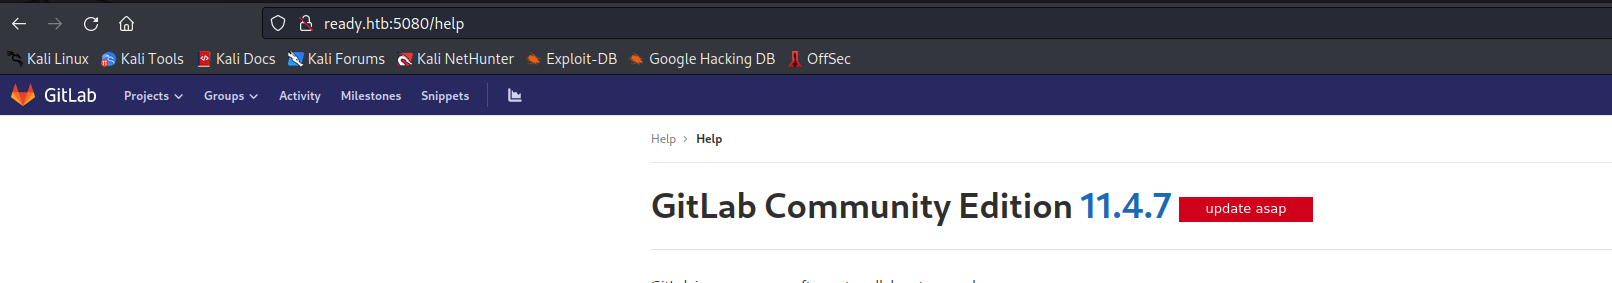 ready.htb:5080/help
Kali Linux Kali Tools Kali Docs Kali Forums Kali NetHunter Exploit-DB Google Hacking DB OffSec
GitLab Projects Groups Activity Milestones Snippets
Help > Help
GitLab Community Edition 11.4.7 update asap